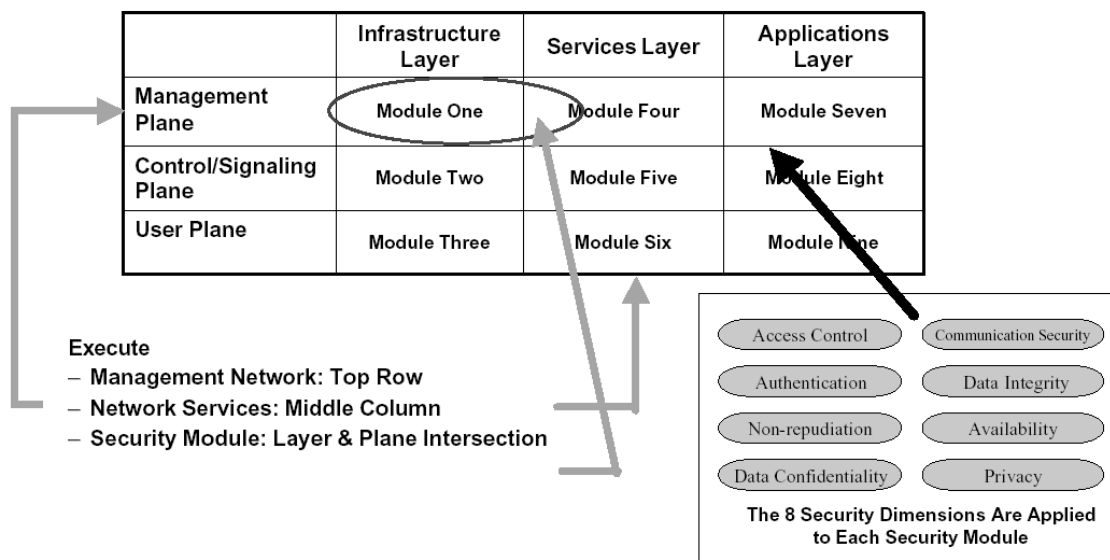 Infrastructure
Layer
Services Layer
Applications
Layer
Management
Plane
Module One
Module Four
Module Seven
Control/Signaling
Plane
Module Two
Module Five
Module Eight
User Plane
Module Three
Module Six
Module Nine
Execute
– Management Network: Top Row
– Network Services: Middle Column
– Security Module: Layer & Plane Intersection
Access Control
Communication Security
Authentication
Data Integrity
Non-repudiation
Availability
Data Confidentiality
Privacy
The 8 Security Dimensions Are Applied
to Each Security Module